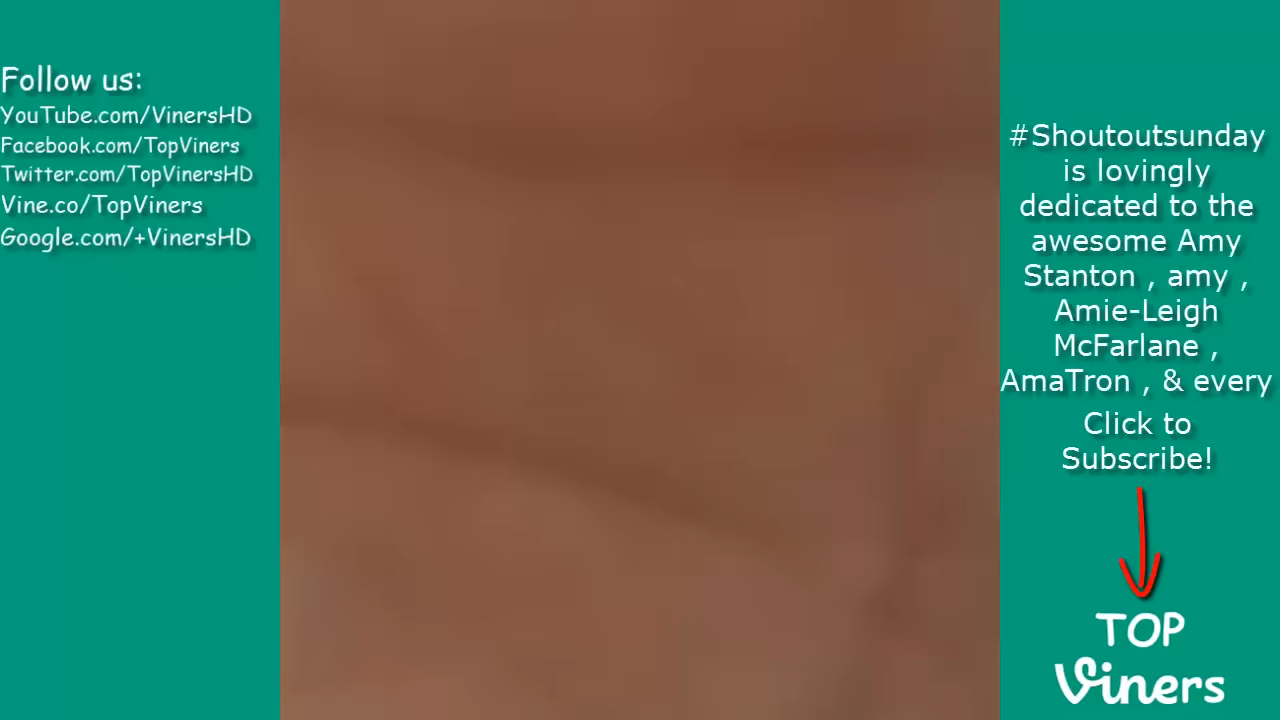 Follow us:
YouTube.com/VinersHD
Facebook.com/TopViners
Twitter.com/TopVinersHD
Vine.co/TopViners
Google.com/+VinersHD
#Shoutoutsunday
is lovingly
dedicated to the
awesome Amy
Stanton , amy ,
Amie-Leigh
McFarlane ,
AmaTron , & every
Click to
Subscribe!
TOP
Viners